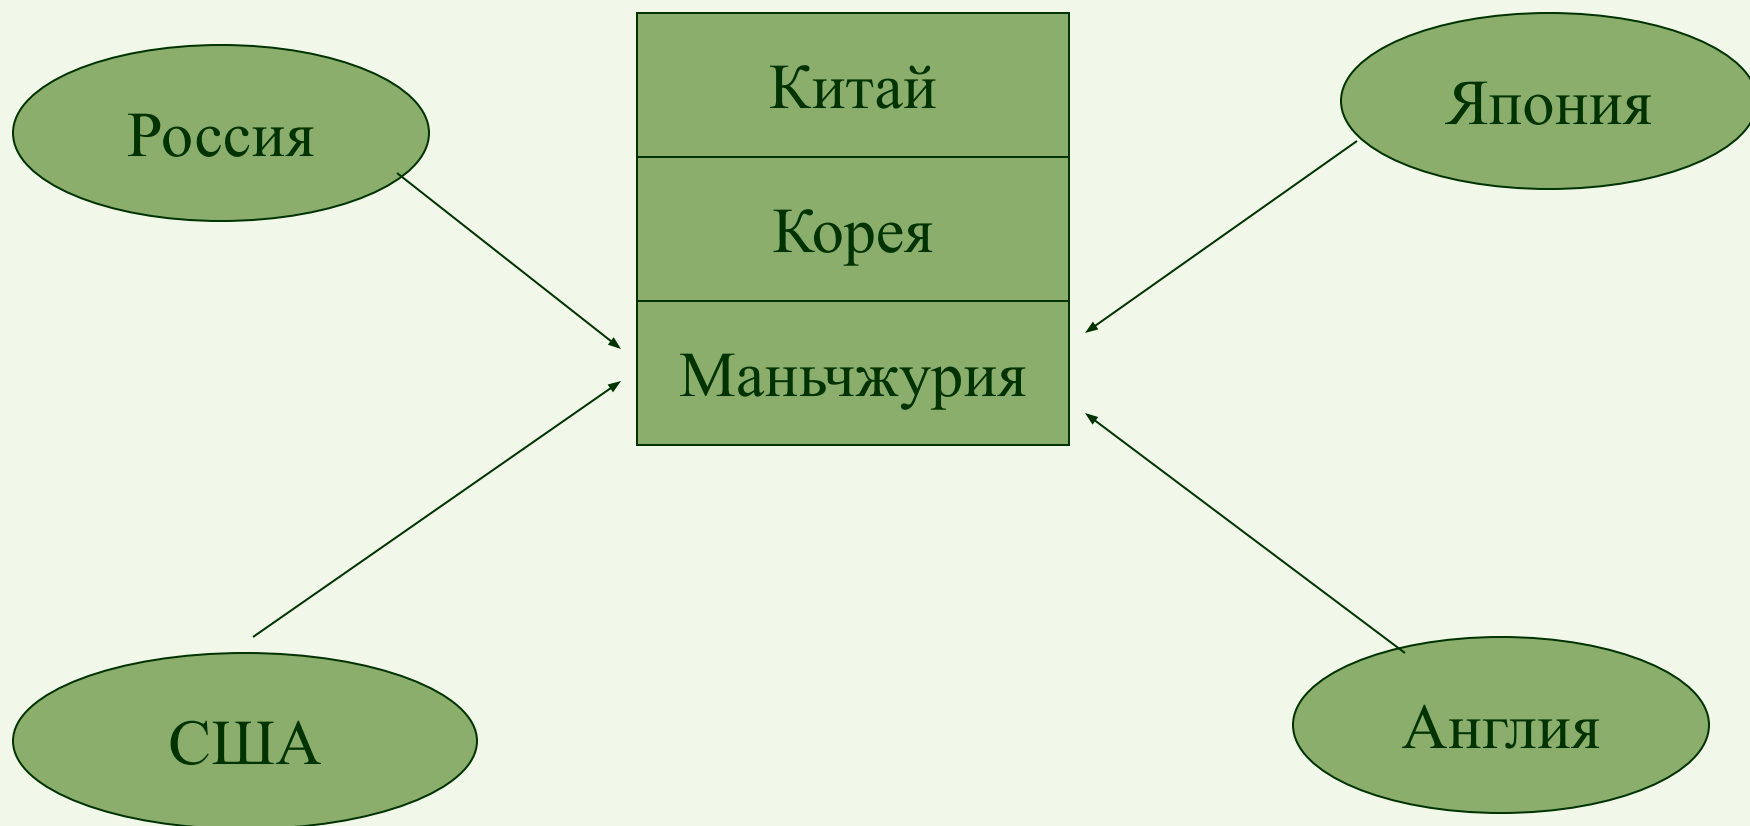 Россия
Китай
Япония
Корея
Маньчжурия
США
Англия